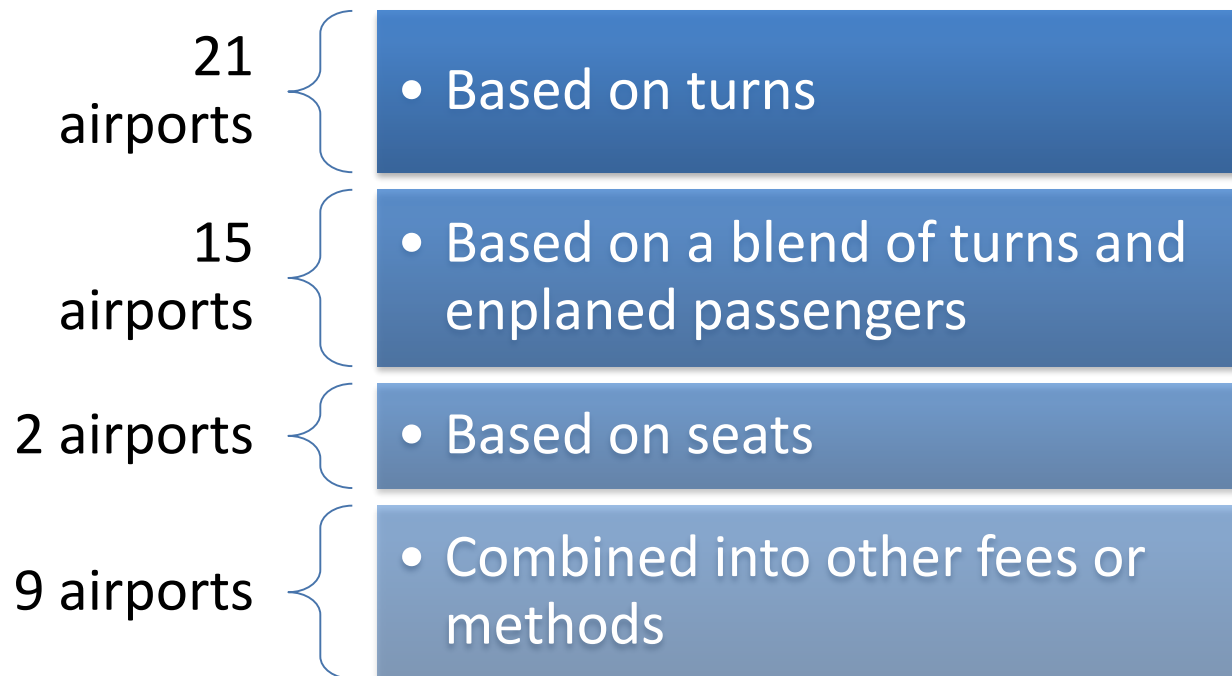 21
airports
• Based on turns
15
airports
• Based on a blend of turns and
enplaned passengers
2 airports
• Based on seats
9 airports
• Combined into other fees or
methods